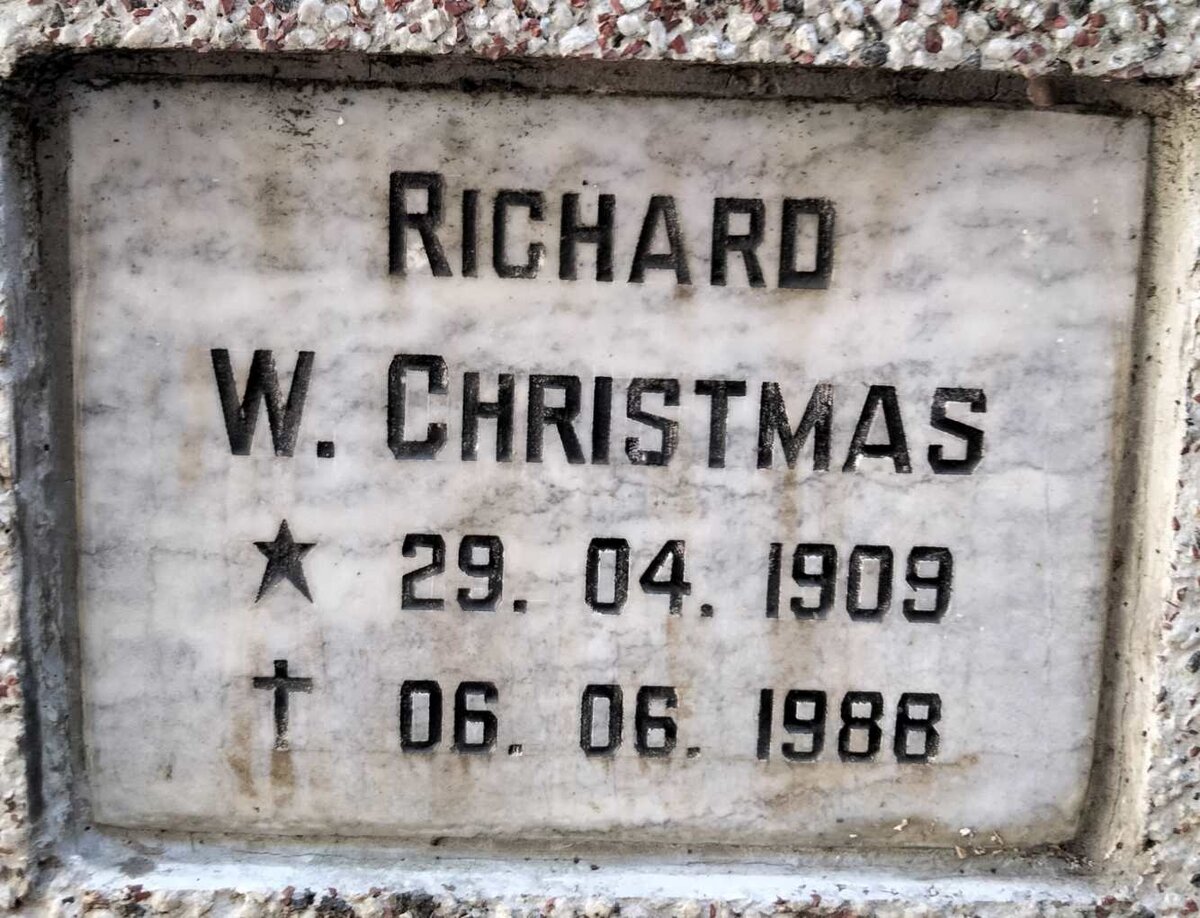 RICHARD
W. CHRISTMAS
★ 29. 04. 1909
✝ 06. 06. 1988